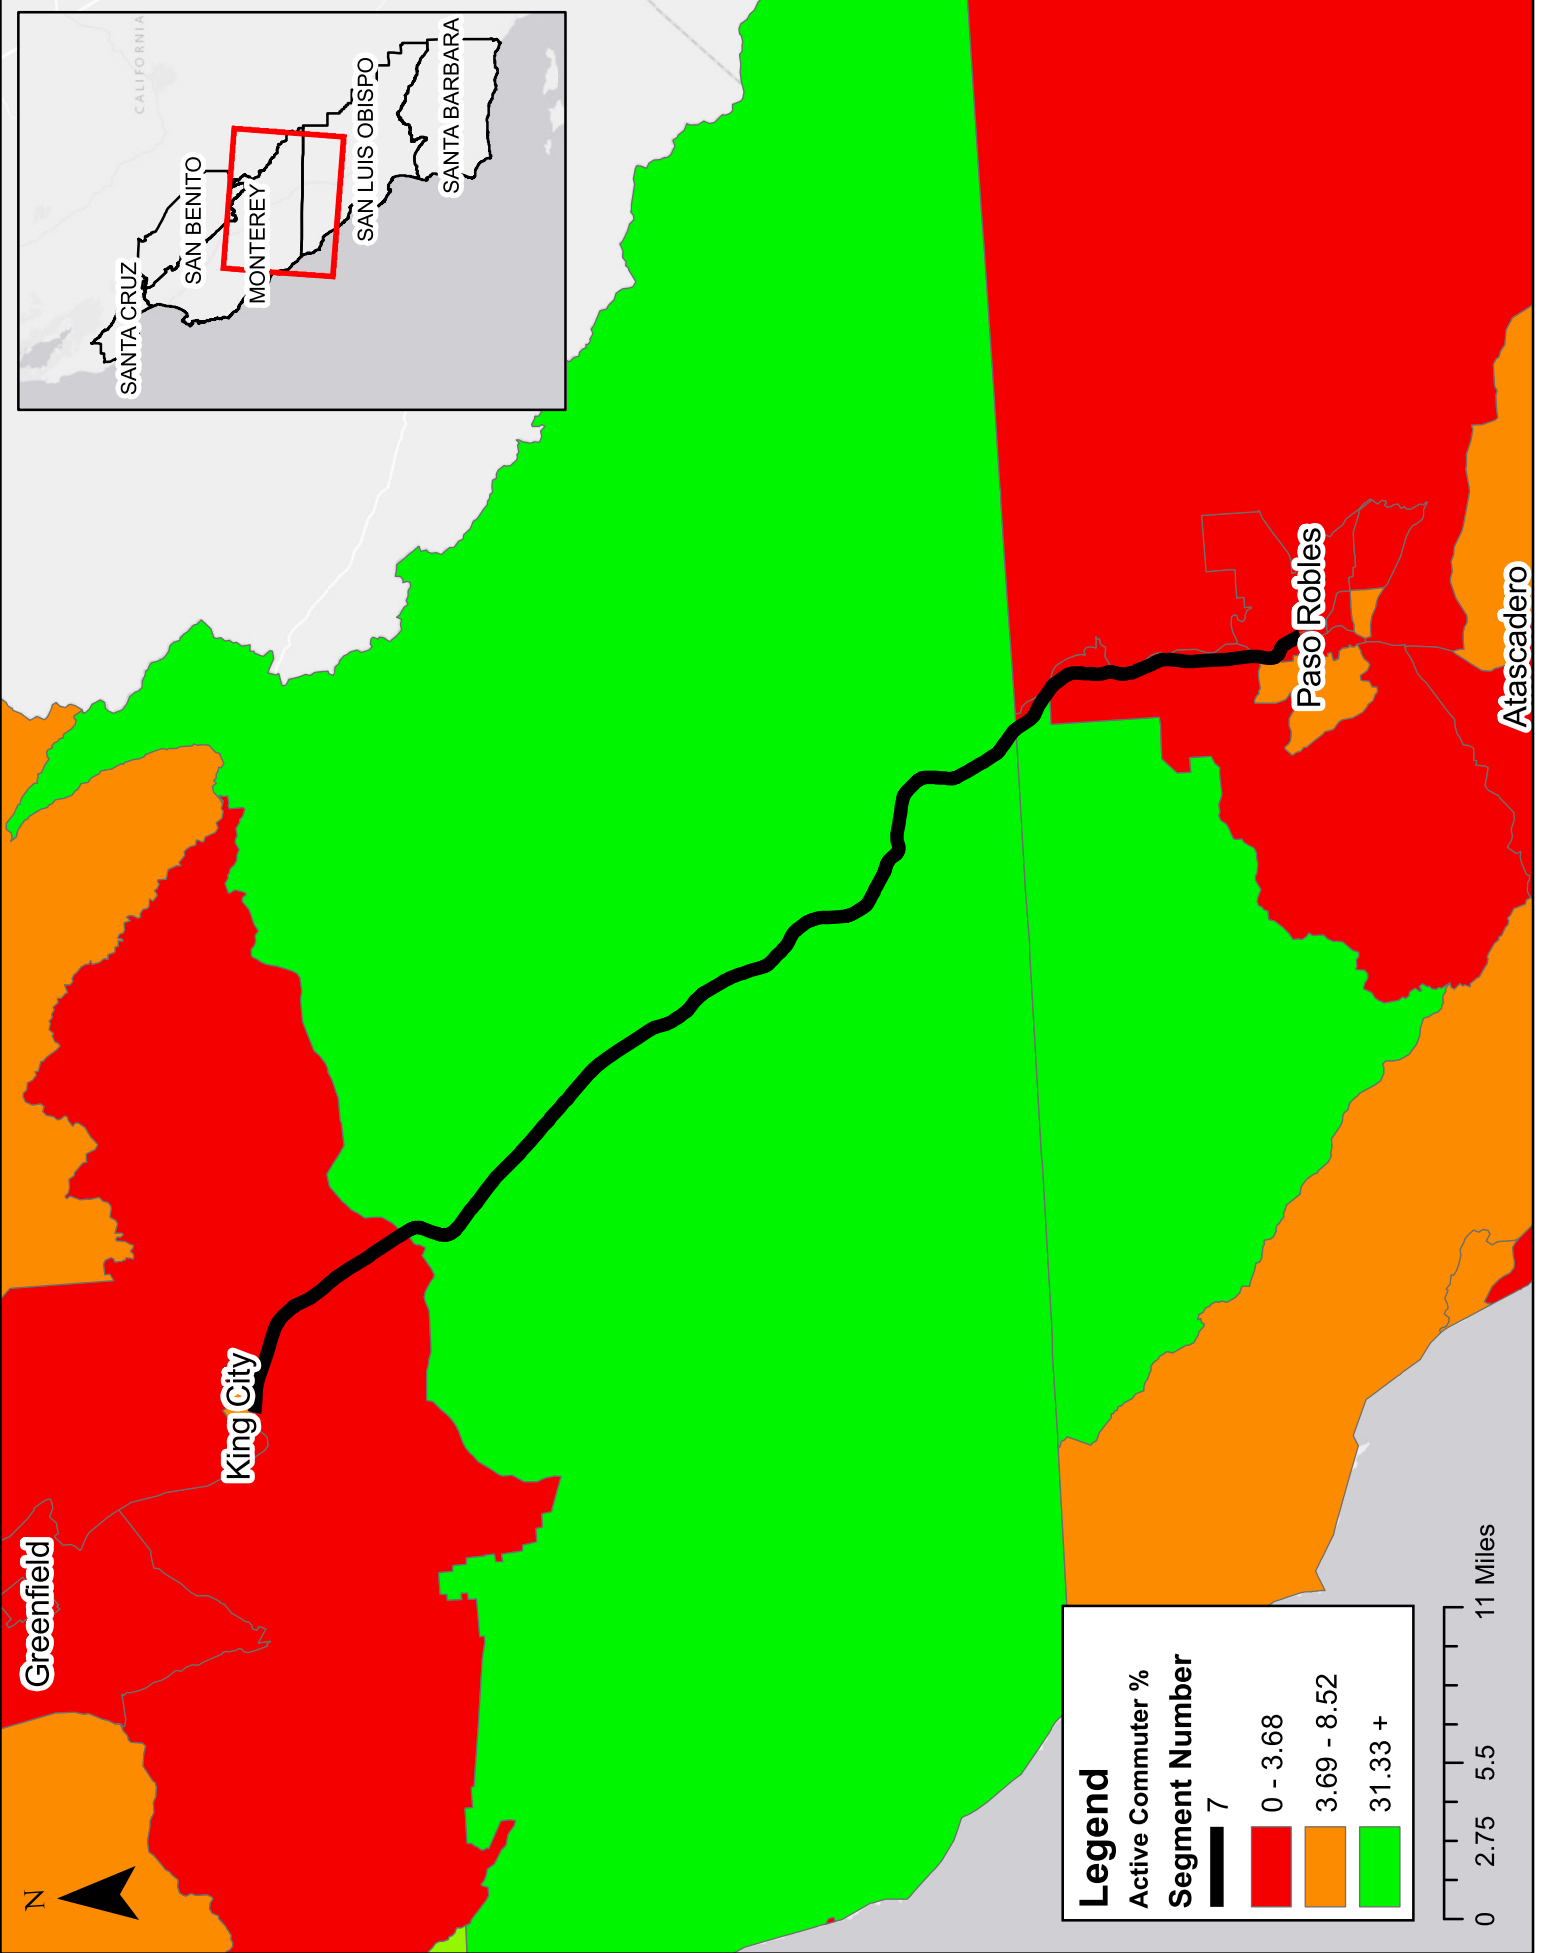 N
Greenfield
King City
Paso Robles
Atascadero
CALIFORNIA
SANTA CRUZ
SAN BENITO
MONTEREY
SAN LUIS OBISPO
SANTA BARBARA
Legend
Active Commuter %
Segment Number
7
0 - 3.68
3.69 - 8.52
31.33 +
0 2.75 5.5 11 Miles